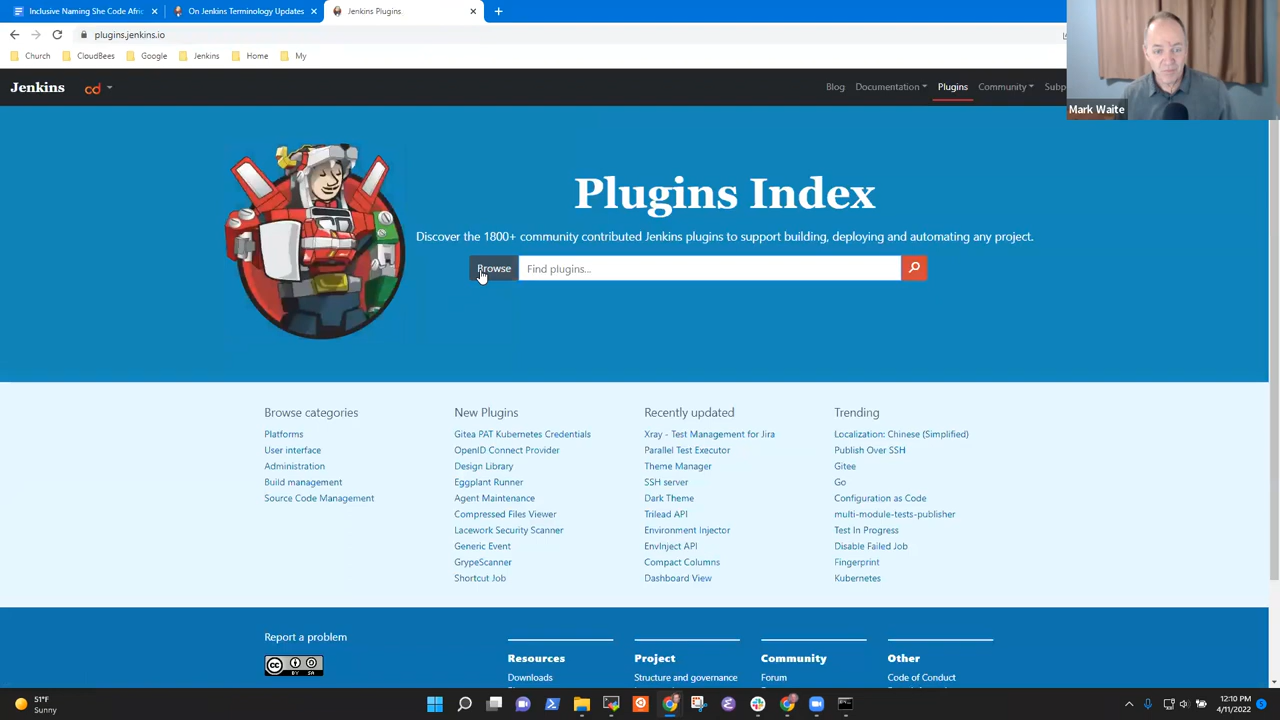 Inclusive Naming She Code Afri
On Jenkins Terminology Updates
Jenkins Plugins
plugins.jenkins.io
Church
CloudBees
Google
Jenkins
Home
My
Jenkins
cd
Blog
Documentation
Plugins
Community
Supp
Mark Waite
Plugins Index
Discover the 1800+ community contributed Jenkins plugins to support building, deploying and automating any project.
Browse
Find plugins...
Browse categories
Platforms
User interface
Administration
Build management
Source Code Management
New Plugins
Gitea PAT Kubernetes Credentials
OpenID Connect Provider
Design Library
Eggplant Runner
Agent Maintenance
Compressed Files Viewer
Lacework Security Scanner
Generic Event
GrypeScanner
Shortcut Job
Recently updated
Xray - Test Management for Jira
Parallel Test Executor
Theme Manager
SSH server
Dark Theme
Trilead API
Environment Injector
EnvInject API
Compact Columns
Dashboard View
Trending
Localization: Chinese (Simplified)
Publish Over SSH
Gitee
Go
Configuration as Code
multi-module-tests-publisher
Test In Progress
Disable Failed Job
Fingerprint
Kubernetes
Report a problem
CC BY SA
Resources
Downloads
Project
Structure and governance
Community
Forum
Other
Code of Conduct
51°F
Sunny
12:10 PM
4/11/2022